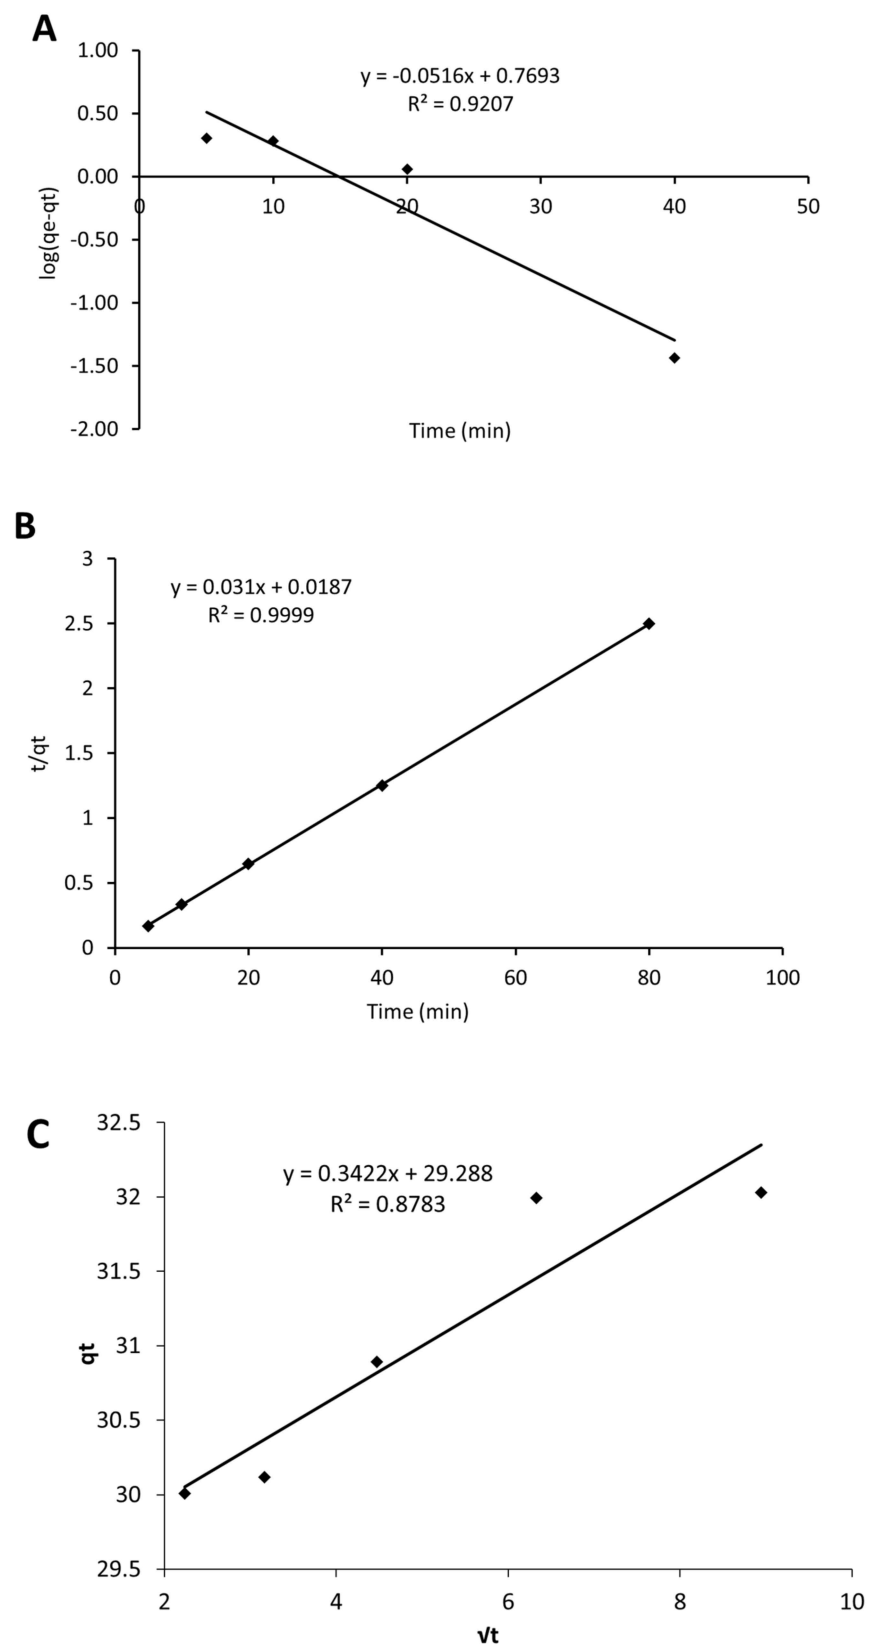 A
1.00
y = -0.0516x + 0.7693
R² = 0.9207
0.50
0.00
0 10 20 30 40 50
log(qe-qt)
-0.50
-1.00
-1.50
-2.00
Time (min)
B
3
y = 0.031x + 0.0187
R² = 0.9999
2.5
2
t/qt
1.5
1
0.5
0
0 20 40 60 80 100
Time (min)
C
32.5
y = 0.3422x + 29.288
R² = 0.8783
32
31.5
qt
31
30.5
30
29.5
2 4 6 8 10
√t